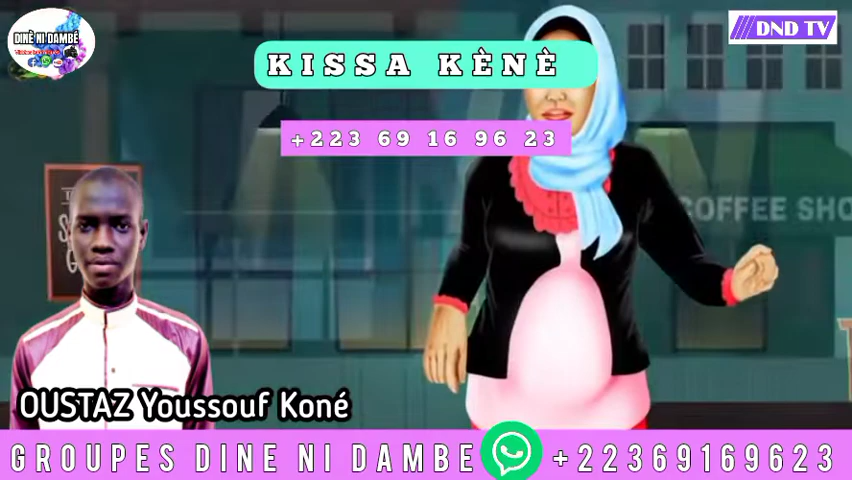 DINÈ NI DAMBÉ
DND TV
KISSA KÈNÈ
+223 69 16 96 23
COFFEE SHO
OUSTAZ Youssouf Koné
GROUPES DINE NI DAMBE +22369169623